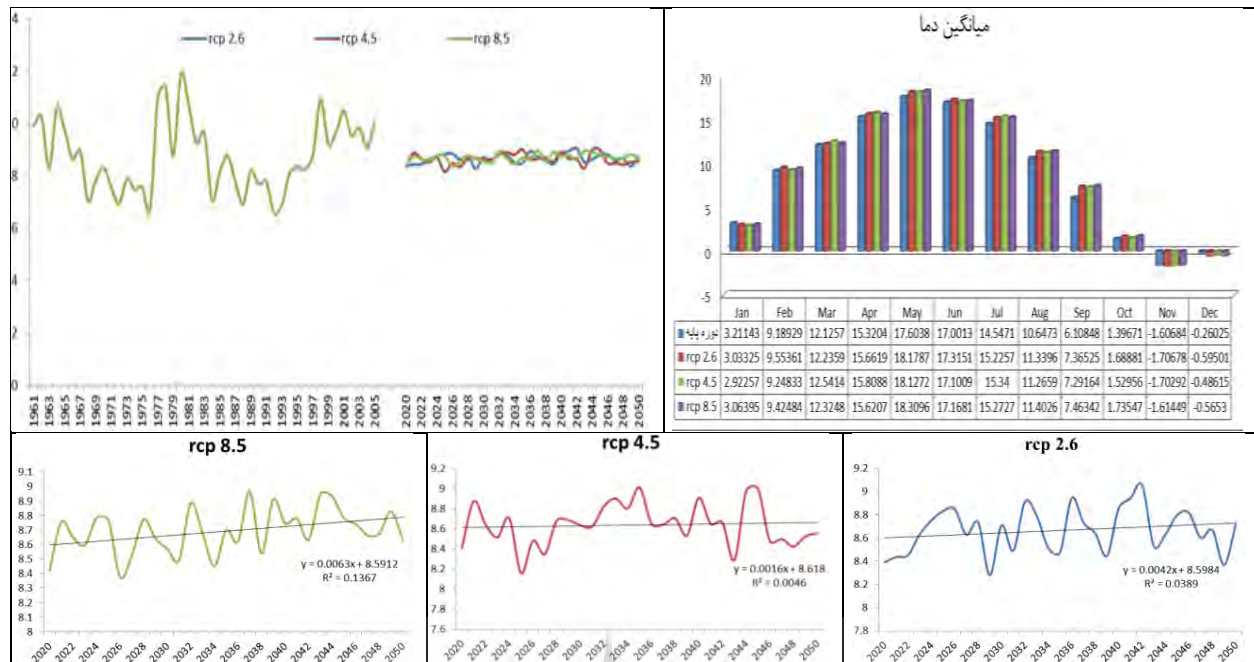 rcp 2.6 rcp 4.5 rcp 8.5
4
2
0
8
6
4
2
0
1961 1963 1965 1967 1969 1971 1973 1975 1977 1979 1981 1983 1985 1987 1989 1991 1993 1995 1997 1999 2001 2003 2005 2020 2022 2024 2026 2028 2030 2032 2034 2036 2038 2040 2042 2044 2046 2048 2050
میانگین دما
20
15
10
5
0
-5
Jan Feb Mar Apr May Jun Jul Aug Sep Oct Nov Dec
دوره پایه 3.21143 9.18929 12.1257 15.3204 17.6038 17.0013 14.5471 10.6473 6.10848 1.39671 -1.60684 -0.26025
rcp 2.6 3.03325 9.55361 12.2359 15.6619 18.1787 17.3151 15.2257 11.3396 7.36525 1.68881 -1.70678 -0.59501
rcp 4.5 2.92257 9.24833 12.5414 15.8088 18.1272 17.1009 15.34 11.2659 7.29164 1.52956 -1.70292 -0.48615
rcp 8.5 3.06395 9.42484 12.3248 15.6207 18.3096 17.1681 15.2727 11.4026 7.46342 1.73547 -1.61449 -0.5653
rcp 8.5
9.1
9
8.9
8.8
8.7
8.6
8.5
8.4
8.3
8.2
8.1
8
y = 0.0063x + 8.5912
R² = 0.1367
2020 2022 2024 2026 2028 2030 2032 2034 2036 2038 2040 2042 2044 2046 2048 2050
rcp 4.5
9.2
9
8.8
8.6
8.4
8.2
8
7.8
7.6
y = 0.0016x + 8.618
R² = 0.0046
2020 2022 2024 2026 2028 2030 2032 2034 2036 2038 2040 2042 2044 2046 2048 2050
rcp 2.6
9.2
9
8.8
8.6
8.4
8.2
8
7.8
y = 0.0042x + 8.5984
R² = 0.0389
2020 2022 2024 2026 2028 2030 2032 2034 2036 2038 2040 2042 2044 2046 2048 2050